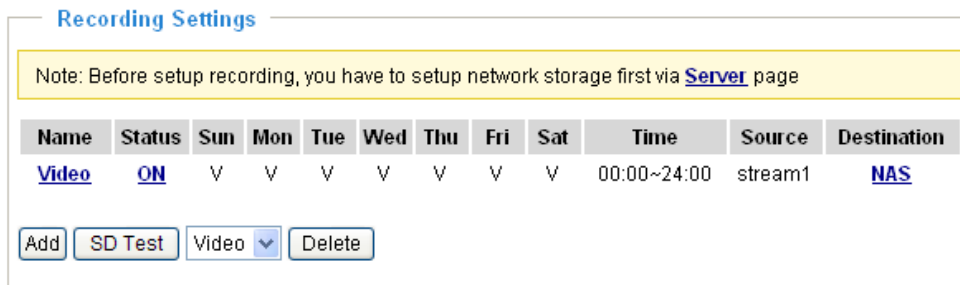 Recording Settings
Note: Before setup recording, you have to setup network storage first via Server page
Name Status Sun Mon Tue Wed Thu Fri Sat Time Source Destination
Video ON V V V V V V V 00:00~24:00 stream1 NAS
Add SD Test Video Delete